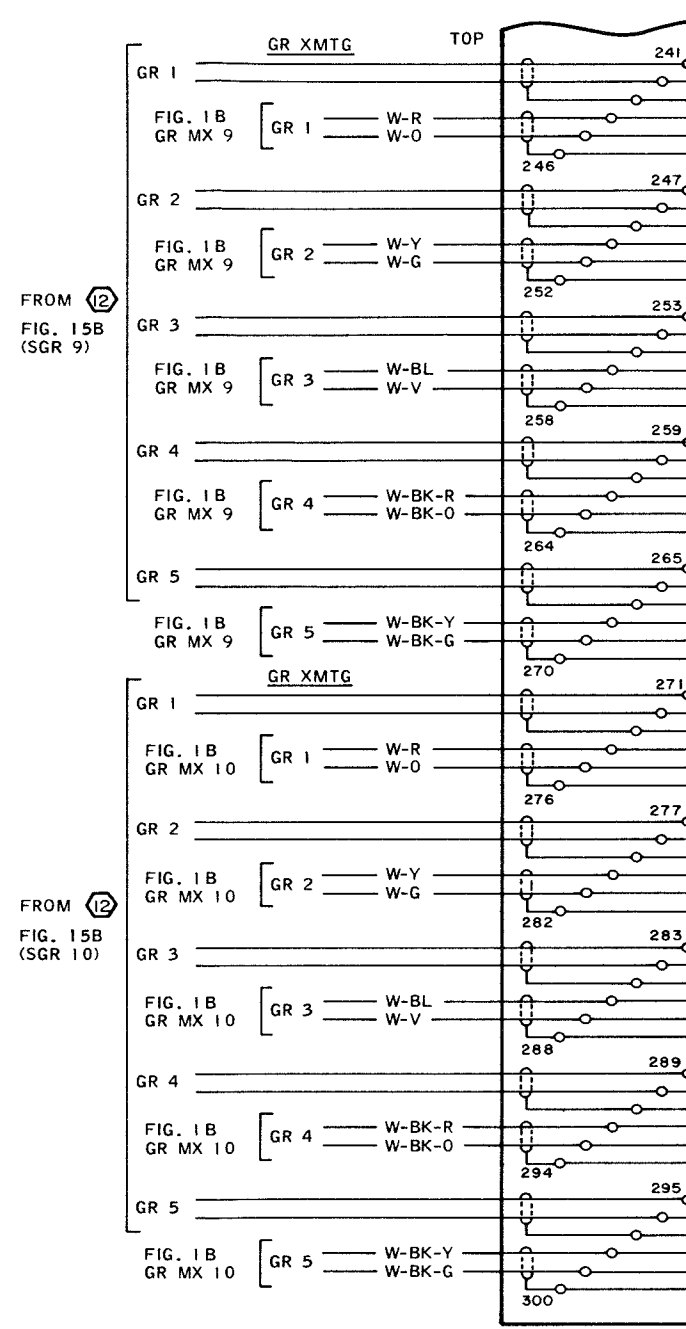 GR XMTG
TOP
241
GR 1
FIG. 1B
GR MX 9
GR 1
W-R
W-O
246
247
GR 2
FIG. 1B
GR MX 9
GR 2
W-Y
W-G
252
253
FROM 12
FIG. 15B
(SGR 9)
GR 3
FIG. 1B
GR MX 9
GR 3
W-BL
W-V
258
259
GR 4
FIG. 1B
GR MX 9
GR 4
W-BK-R
W-BK-O
264
265
GR 5
FIG. 1B
GR MX 9
GR 5
W-BK-Y
W-BK-G
270
GR XMTG
271
GR 1
FIG. 1B
GR MX 10
GR 1
W-R
W-O
276
277
GR 2
FIG. 1B
GR MX 10
GR 2
W-Y
W-G
282
FROM 12
FIG. 15B
(SGR 10)
283
GR 3
FIG. 1B
GR MX 10
GR 3
W-BL
W-V
288
289
GR 4
FIG. 1B
GR MX 10
GR 4
W-BK-R
W-BK-O
294
295
GR 5
FIG. 1B
GR MX 10
GR 5
W-BK-Y
W-BK-G
300